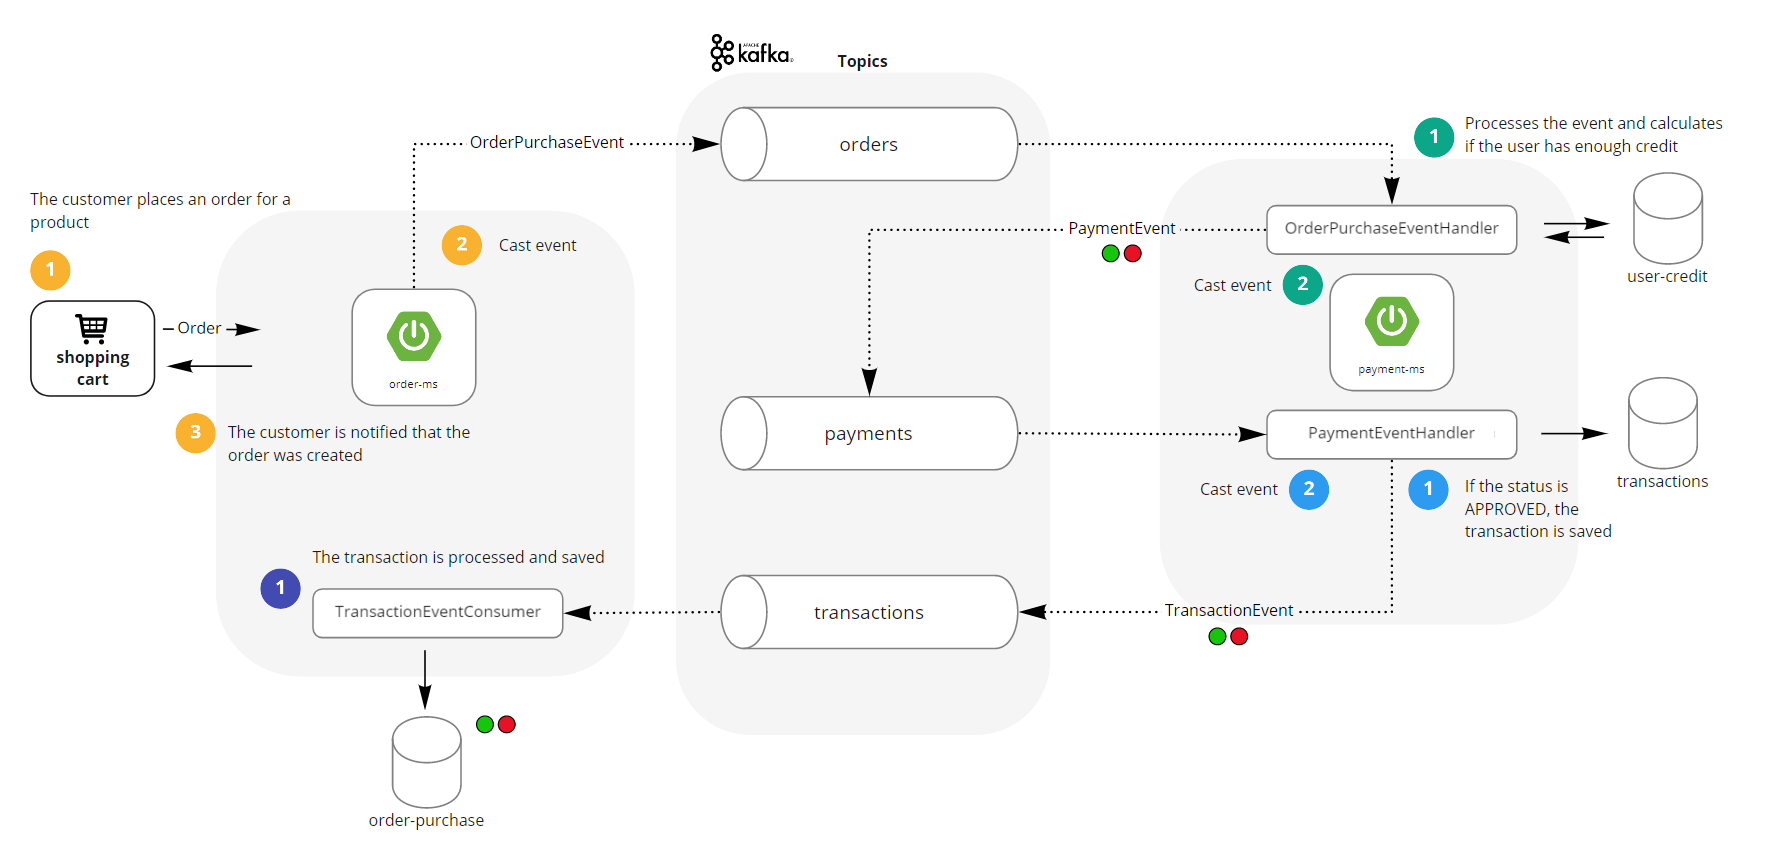 APACHE
kafka
Topics
OrderPurchaseEvent
orders
1
Processes the event and calculates
if the user has enough credit
The customer places an order for a
product
1
2
Cast event
PaymentEvent
OrderPurchaseEventHandler
user-credit
Cast event
2
shopping
cart
Order
order-ms
payment-ms
3
The customer is notified that the
order was created
payments
PaymentEventHandler
transactions
Cast event
2
1
If the status is
APPROVED, the
transaction is saved
The transaction is processed and saved
1
TransactionEventConsumer
transactions
TransactionEvent
order-purchase